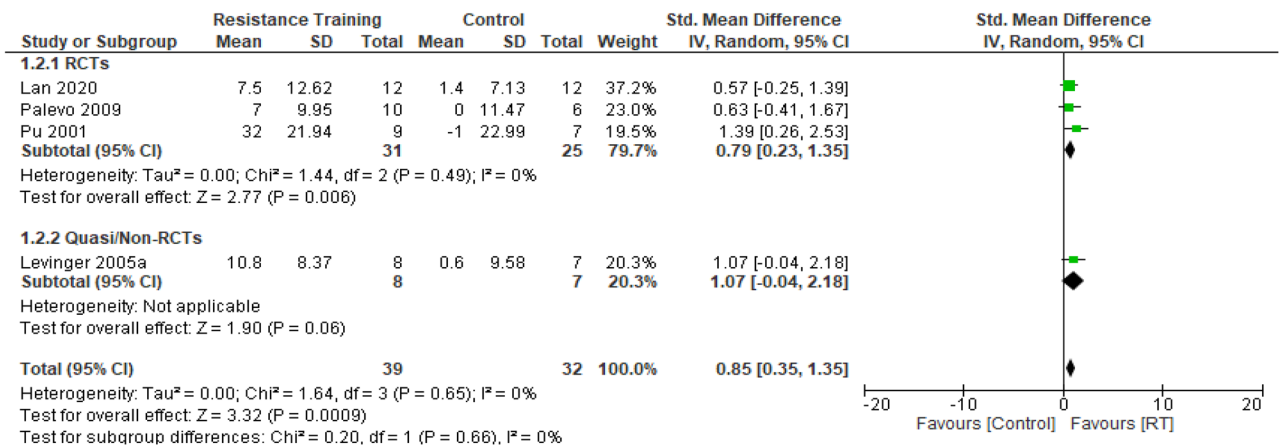 Resistance Training Control Std. Mean Difference Std. Mean Difference
Study or Subgroup Mean SD Total Mean SD Total Weight IV, Random, 95% CI IV, Random, 95% CI
1.2.1 RCTs
Lan 2020 7.5 12.62 12 1.4 7.13 12 37.2% 0.57 [-0.25, 1.39]
Palevo 2009 7 9.95 10 0 11.47 6 23.0% 0.63 [-0.41, 1.67]
Pu 2001 32 21.94 9 -1 22.99 7 19.5% 1.39 [0.26, 2.53]
Subtotal (95% CI) 31 25 79.7% 0.79 [0.23, 1.35]
Heterogeneity: Tau² = 0.00; Chi² = 1.44, df = 2 (P = 0.49); I² = 0%
Test for overall effect: Z = 2.77 (P = 0.006)
1.2.2 Quasi/Non-RCTs
Levinger 2005a 10.8 8.37 8 0.6 9.58 7 20.3% 1.07 [-0.04, 2.18]
Subtotal (95% CI) 8 7 20.3% 1.07 [-0.04, 2.18]
Heterogeneity: Not applicable
Test for overall effect: Z = 1.90 (P = 0.06)
Total (95% CI) 39 32 100.0% 0.85 [0.35, 1.35]
Heterogeneity: Tau² = 0.00; Chi² = 1.64, df = 3 (P = 0.65); I² = 0%
Test for overall effect: Z = 3.32 (P = 0.0009)
Test for subgroup differences: Chi² = 0.20, df = 1 (P = 0.66), I² = 0%
-20 -10 0 10 20
Favours [Control] Favours [RT]